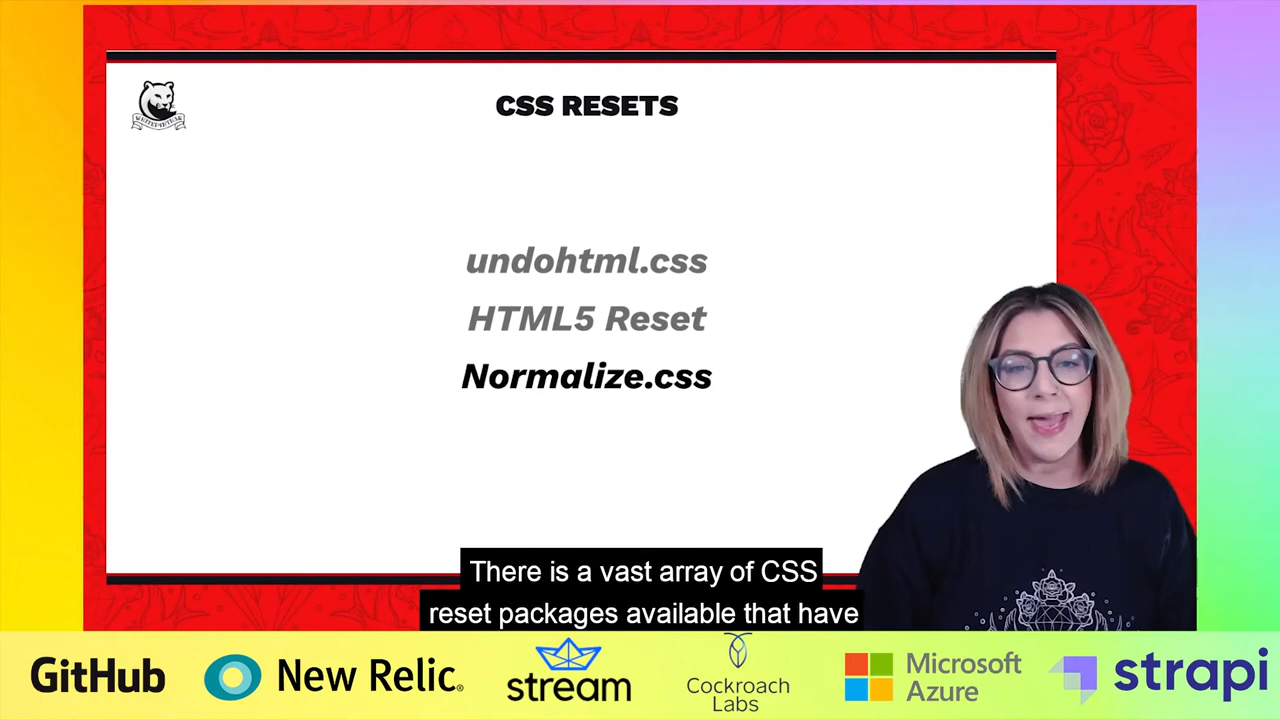 CSS RESETS
undohtml.css
HTML5 Reset
Normalize.css
There is a vast array of CSS
reset packages available that have
GitHub
New Relic®
stream
Cockroach
Labs
Microsoft
Azure
strapi